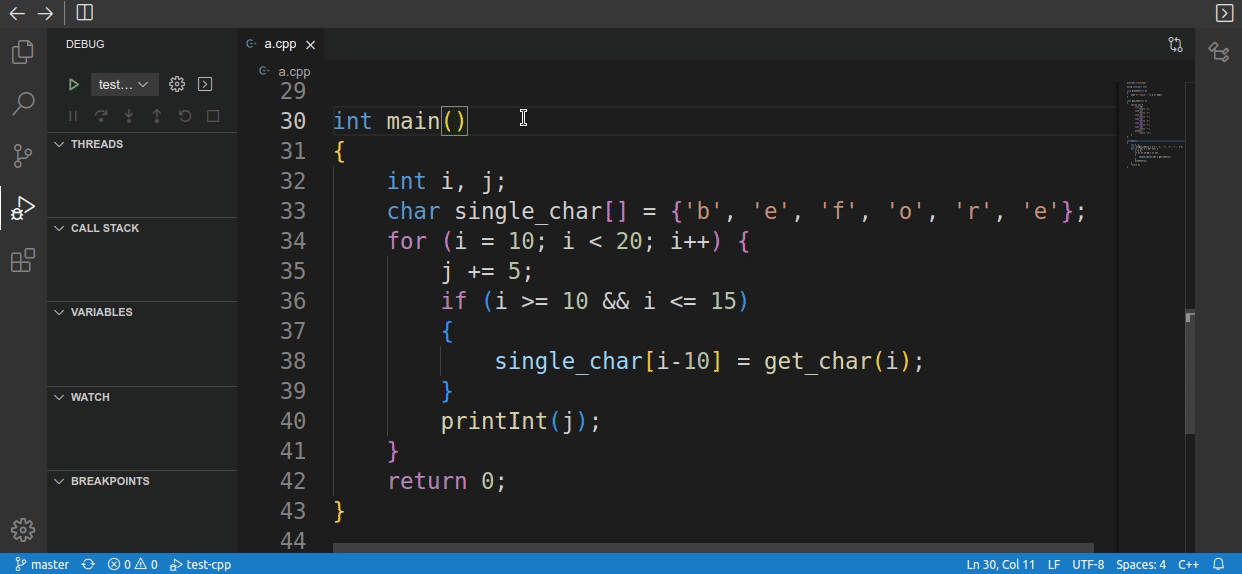 DEBUG
test...
THREADS
CALL STACK
VARIABLES
WATCH
BREAKPOINTS
a.cpp
a.cpp
29
30 int main()
31 {
32     int i, j;
33     char single_char[] = {'b', 'e', 'f', 'o', 'r', 'e'};
34     for (i = 10; i < 20; i++) {
35         j += 5;
36         if (i >= 10 && i <= 15)
37         {
38             single_char[i-10] = get_char(i);
39         }
40         printInt(j);
41     }
42     return 0;
43 }
44
master 0 0 test-cpp Ln 30, Col 11 LF UTF-8 Spaces: 4 C++